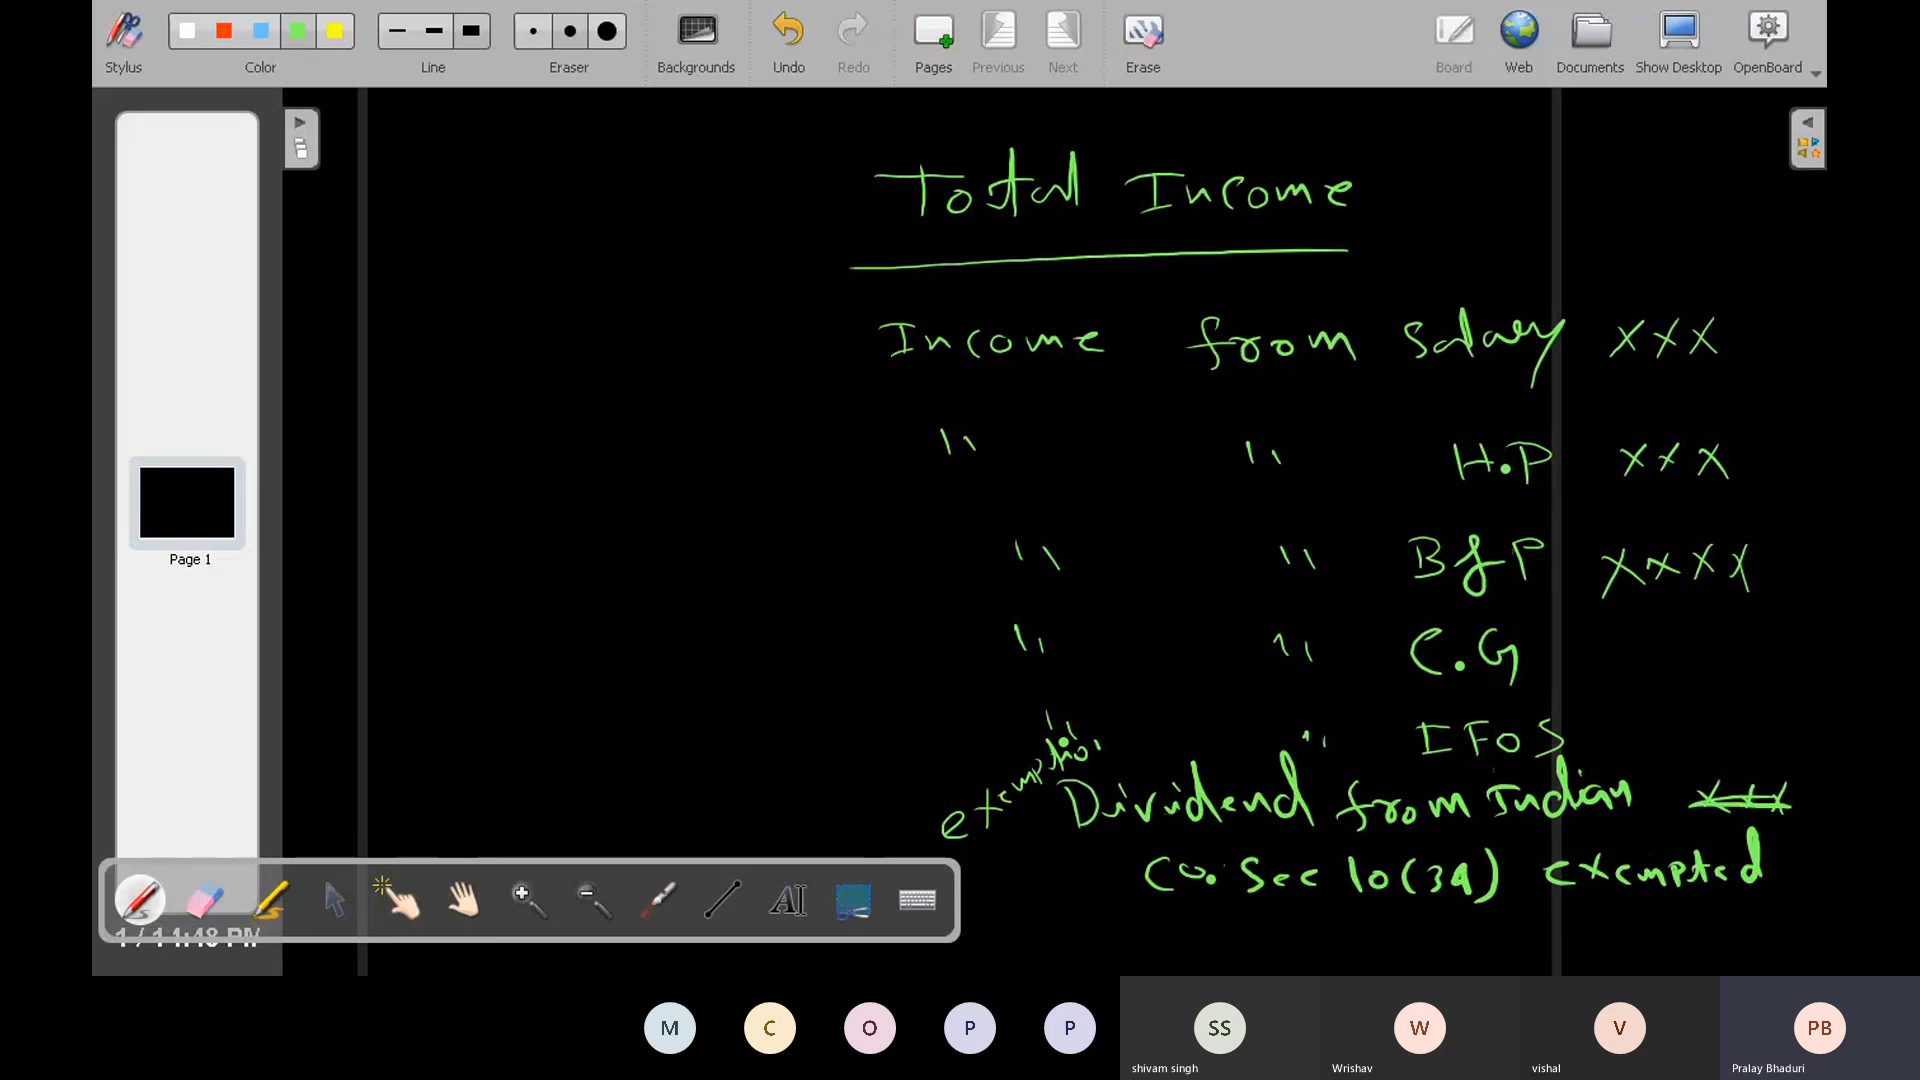 Stylus Color Line Eraser Backgrounds Undo Redo Pages Previous Next Erase Board Web Documents Show Desktop OpenBoard
Total Income
Income from Salary XXX
" " H.P XXX
" " B&P XXXX
" " C.G
" " IFOS
exemption Dividend from Indian XXX
Co. Sec 10(34) exempted
Page 1
M C O P P SS W V PB
shivam singh Wrishav vishal Pralay Bhaduri